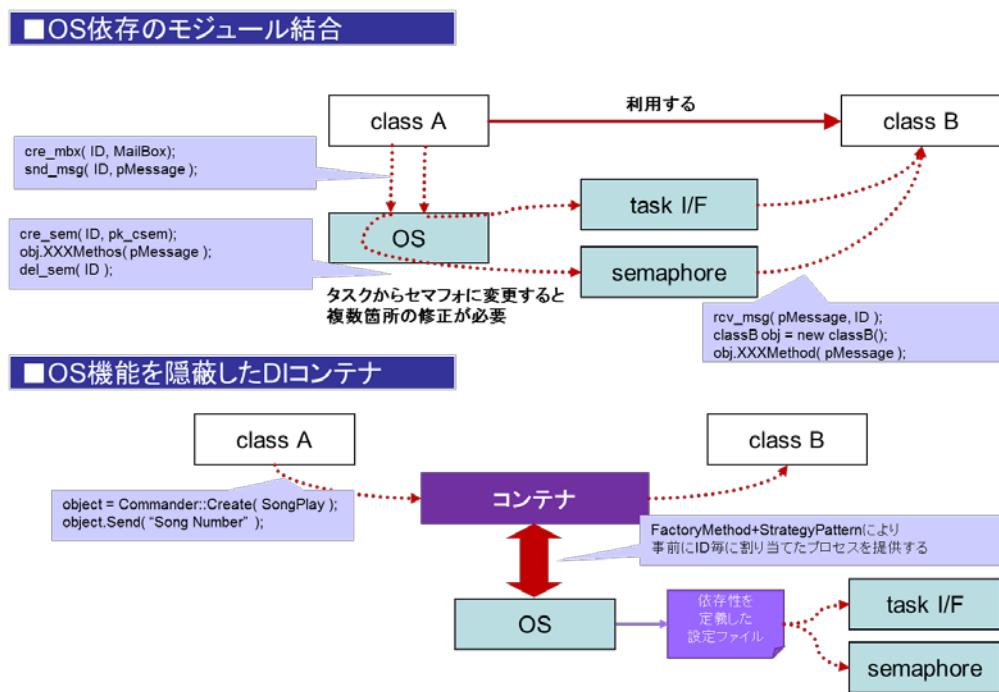 ■OS依存のモジュール結合
利用する
class A
class B
cre_mbx( ID, MailBox);
snd_msg( ID, pMessage );
task I/F
OS
cre_sem( ID, pk_csem);
obj.XXXMethos( pMessage );
del_sem( ID );
semaphore
タスクからセマフォに変更すると
複数箇所の修正が必要
rcv_msg( pMessage, ID );
classB obj = new classB();
obj.XXXMethod( pMessage );
■OS機能を隠蔽したDIコンテナ
class A
class B
コンテナ
object = Commander::Create( SongPlay );
object.Send( “Song Number” );
FactoryMethod+StrategyPatternにより
事前にID毎に割り当てたプロセスを提供する
OS
依存性を
定義した
設定ファイル
task I/F
semaphore